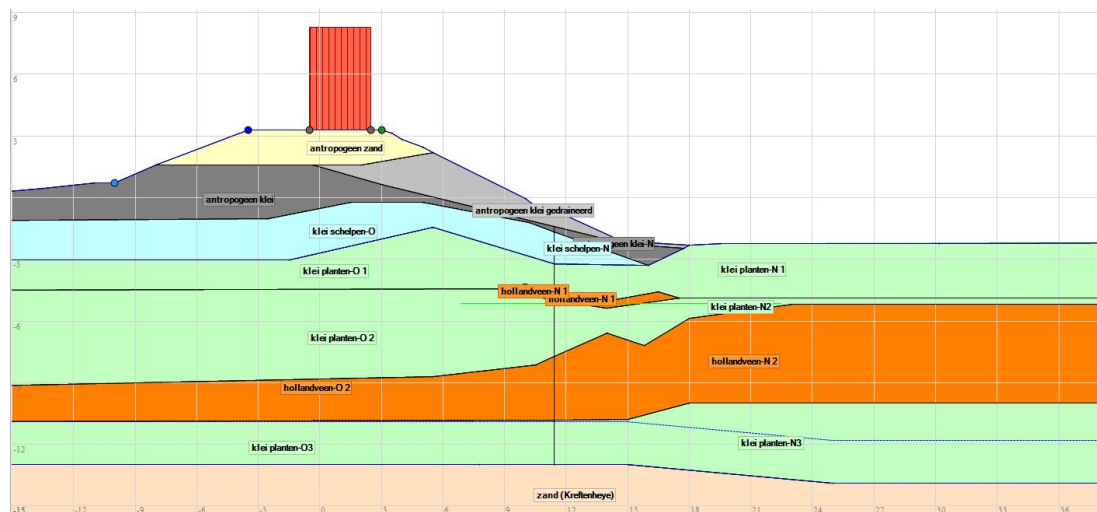 9
6
3
antropogeen zand
antropogeen klei
antropogeen klei gedraineerd
klei schelpen-O
klei schelpen-N
geen klei-N
-3
klei planten-O 1
klei planten-N 1
hollandveen-N 1
hollandveen-N 1
klei planten-N2
-6
klei planten-O 2
hollandveen-N 2
hollandveen-O 2
-12
klei planten-O3
klei planten-N3
zand (Kreftenheye)
-15 -12 -9 -6 -3 0 3 6 9 12 15 18 21 24 27 30 33 36